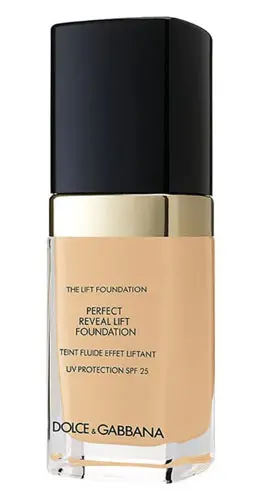 THE LIFT FOUNDATION
PERFECT
REVEAL LIFT
FOUNDATION
TEINT FLUIDE EFFET LIFTANT
UV PROTECTION SPF 25
DOLCE & GABBANA